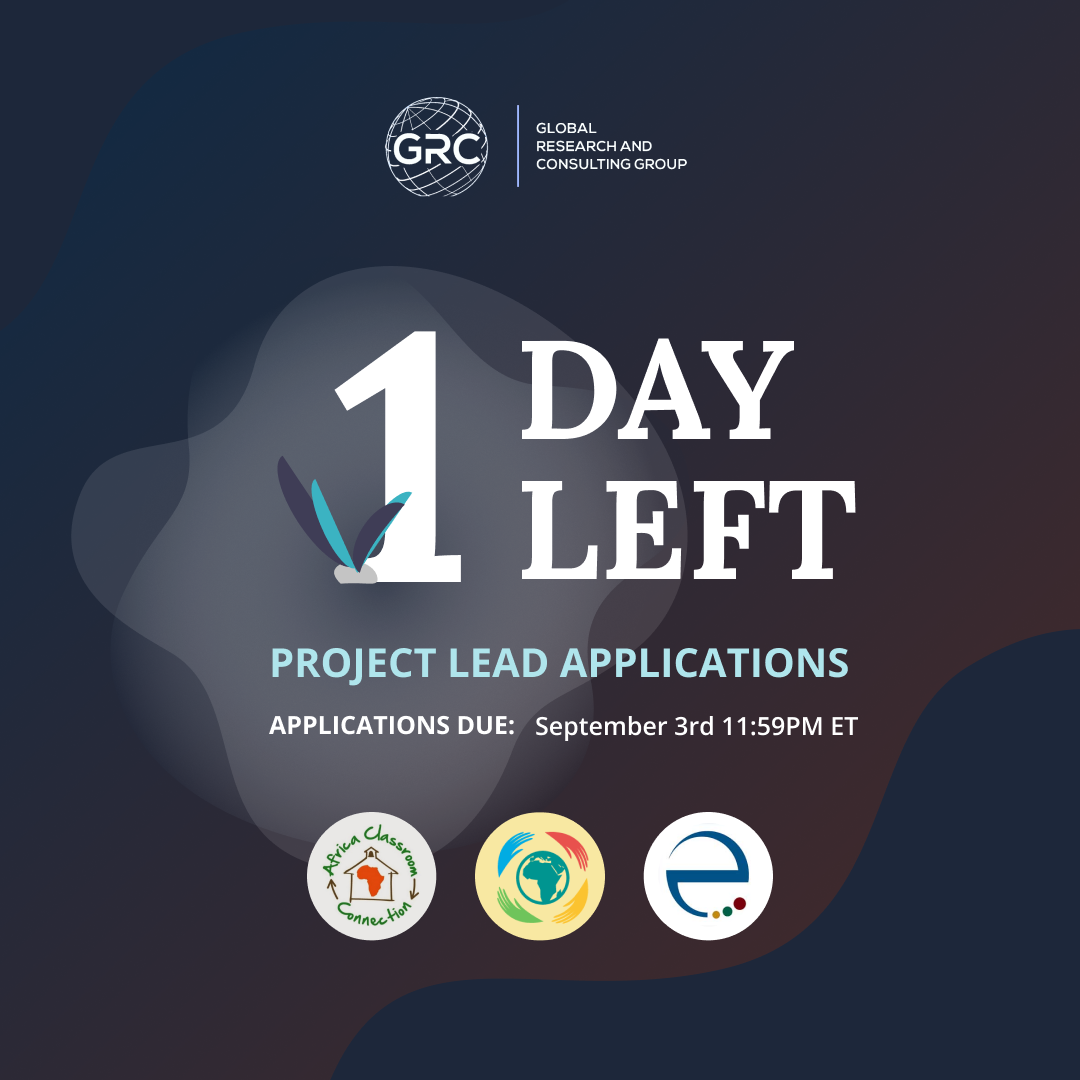 GRC
GLOBAL
RESEARCH AND
CONSULTING GROUP
1
DAY
LEFT
PROJECT LEAD APPLICATIONS
APPLICATIONS DUE: September 3rd 11:59PM ET
Africa Classroom
Connection
e